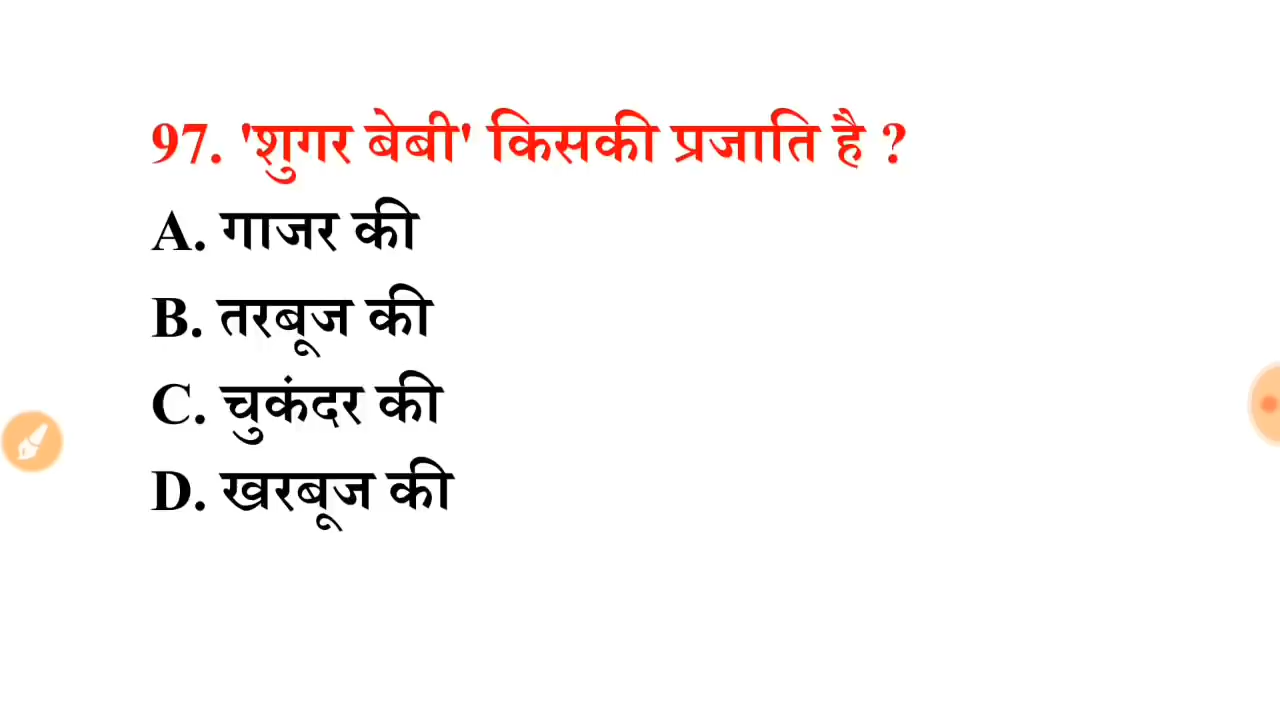 97. 'शुगर बेबी' किसकी प्रजाति है ?
A. गाजर की
B. तरबूज की
C. चुकंदर की
D. खरबूज की